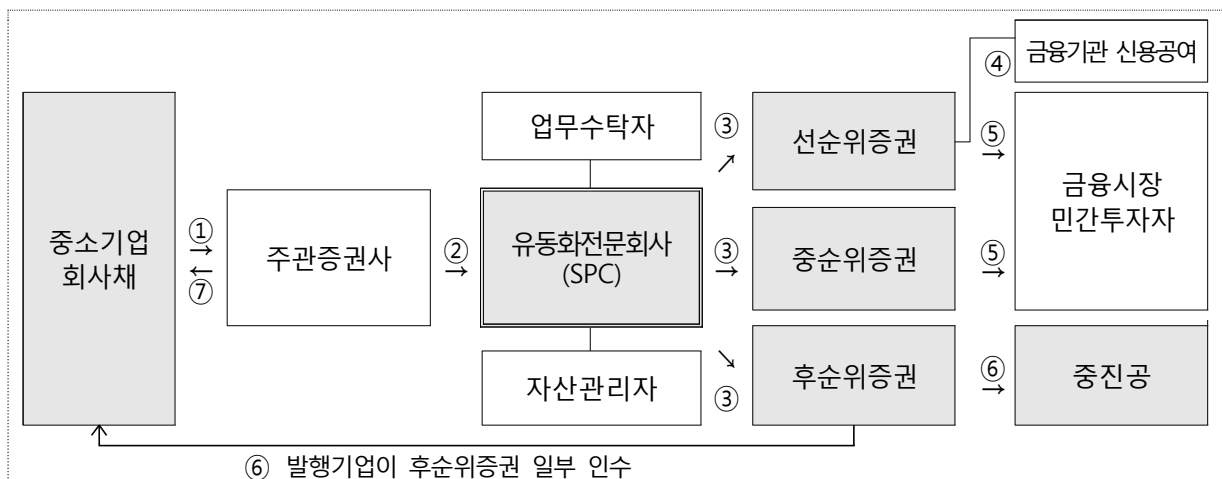 금융기관 신용공여
④
업무수탁자
③
↗
선순위증권
⑤
→
금융시장
민간투자자
중소기업
회사채
①
→
←
⑦
주관증권사
②
→
유동화전문회사
(SPC)
③
→
중순위증권
⑤
→
자산관리자
↘
③
후순위증권
⑥
→
중진공
⑥ 발행기업이 후순위증권 일부 인수